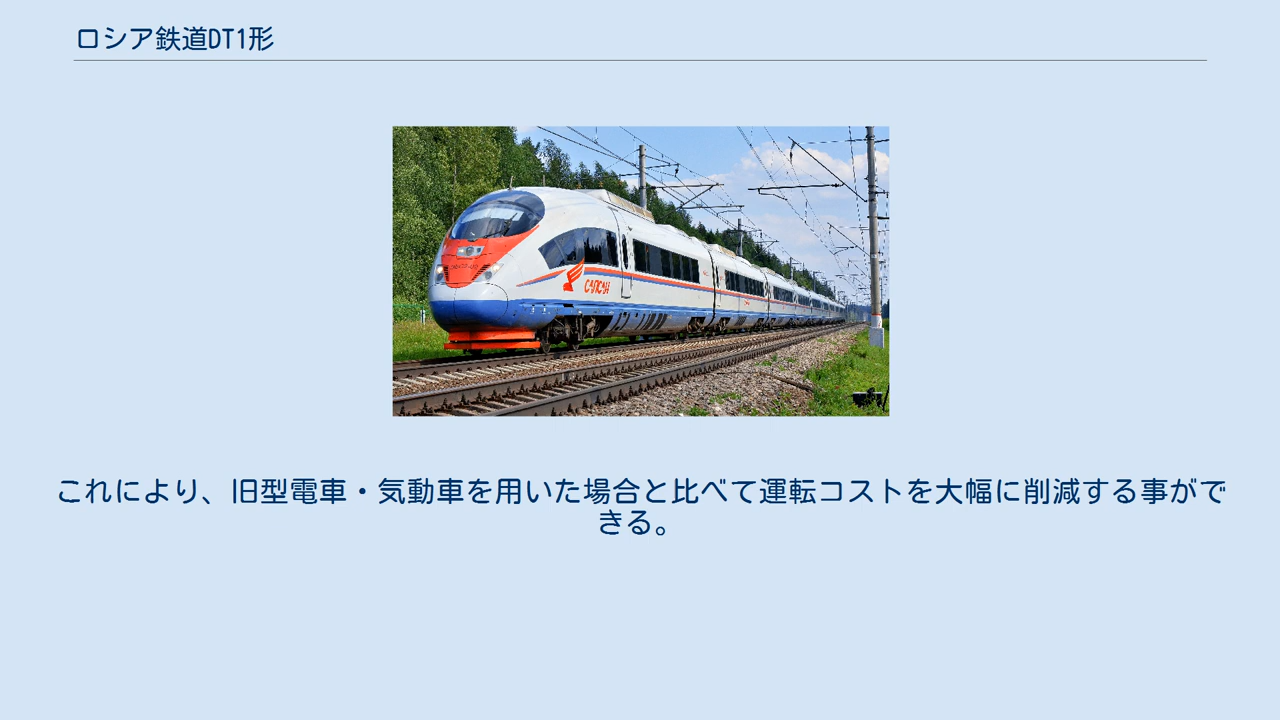 ロシア鉄道DT1形
САПСАН
これにより、旧型電車・気動車を用いた場合と比べて運転コストを大幅に削減する事がで
きる。